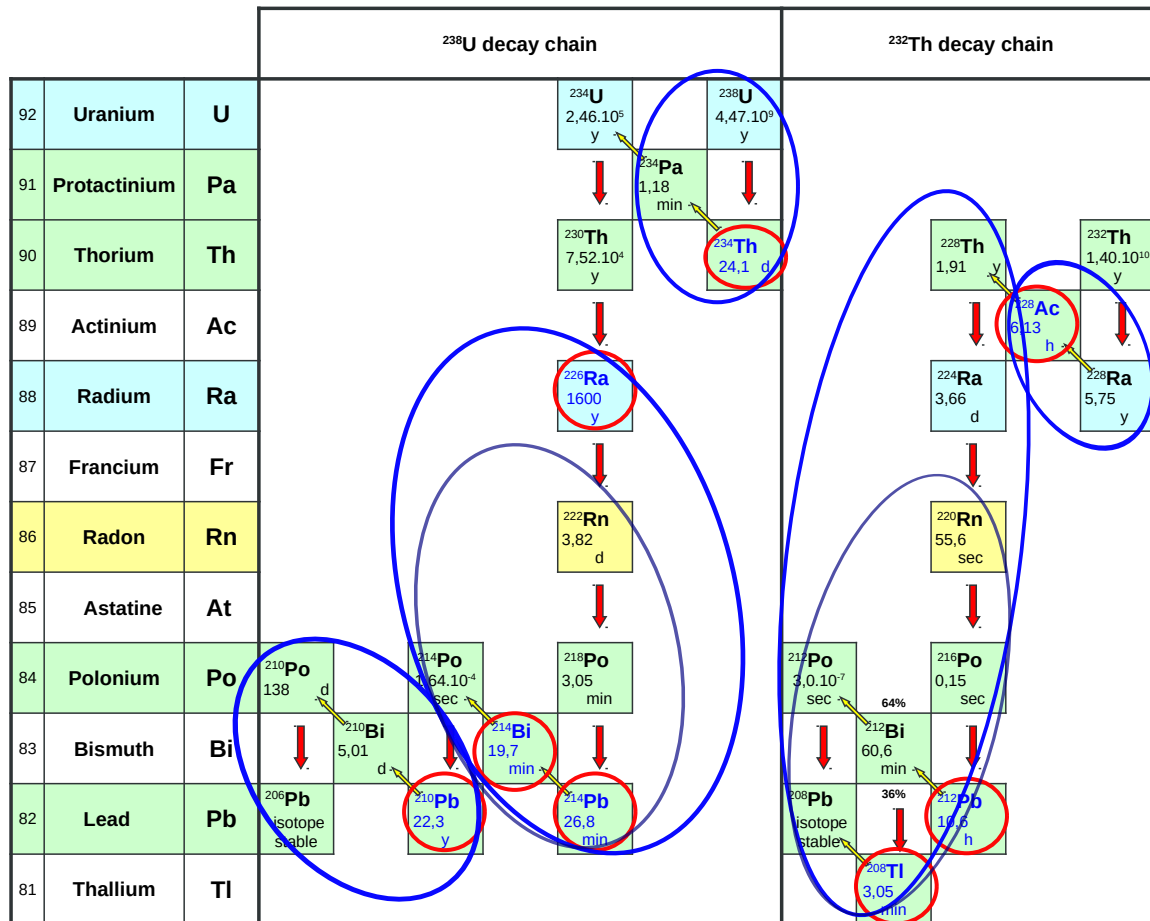 ²³⁸U decay chain ²³²Th decay chain
92 Uranium U
²³⁴U
2,46.10⁵
y
²³⁸U
4,47.10⁹
y
91 Protactinium Pa
²³⁴Pa
1,18
min
90 Thorium Th
²³⁰Th
7,52.10⁴
y
²³⁴Th
24,1 d
²²⁸Th
1,91 y
²³²Th
1,40.10¹⁰
y
89 Actinium Ac
²²⁸Ac
6,13
h
88 Radium Ra
²²⁶Ra
1600
y
²²⁴Ra
3,66
d
²²⁸Ra
5,75
y
87 Francium Fr
86 Radon Rn
²²²Rn
3,82
d
²²⁰Rn
55,6
sec
85 Astatine At
84 Polonium Po
²¹⁰Po
138 d
²¹⁴Po
1,64.10⁻⁴
sec
²¹⁸Po
3,05
min
²¹²Po
3,0.10⁻⁷
sec
²¹⁶Po
0,15
sec
64%
83 Bismuth Bi
²¹⁰Bi
5,01
d
²¹⁴Bi
19,7
min
²¹²Bi
60,6
min
36%
82 Lead Pb
²⁰⁶Pb
isotope
stable
²¹⁰Pb
22,3
y
²¹⁴Pb
26,8
min
²⁰⁸Pb
isotope
stable
²¹²Pb
10,6
h
81 Thallium Tl
²⁰⁸Tl
3,05
min